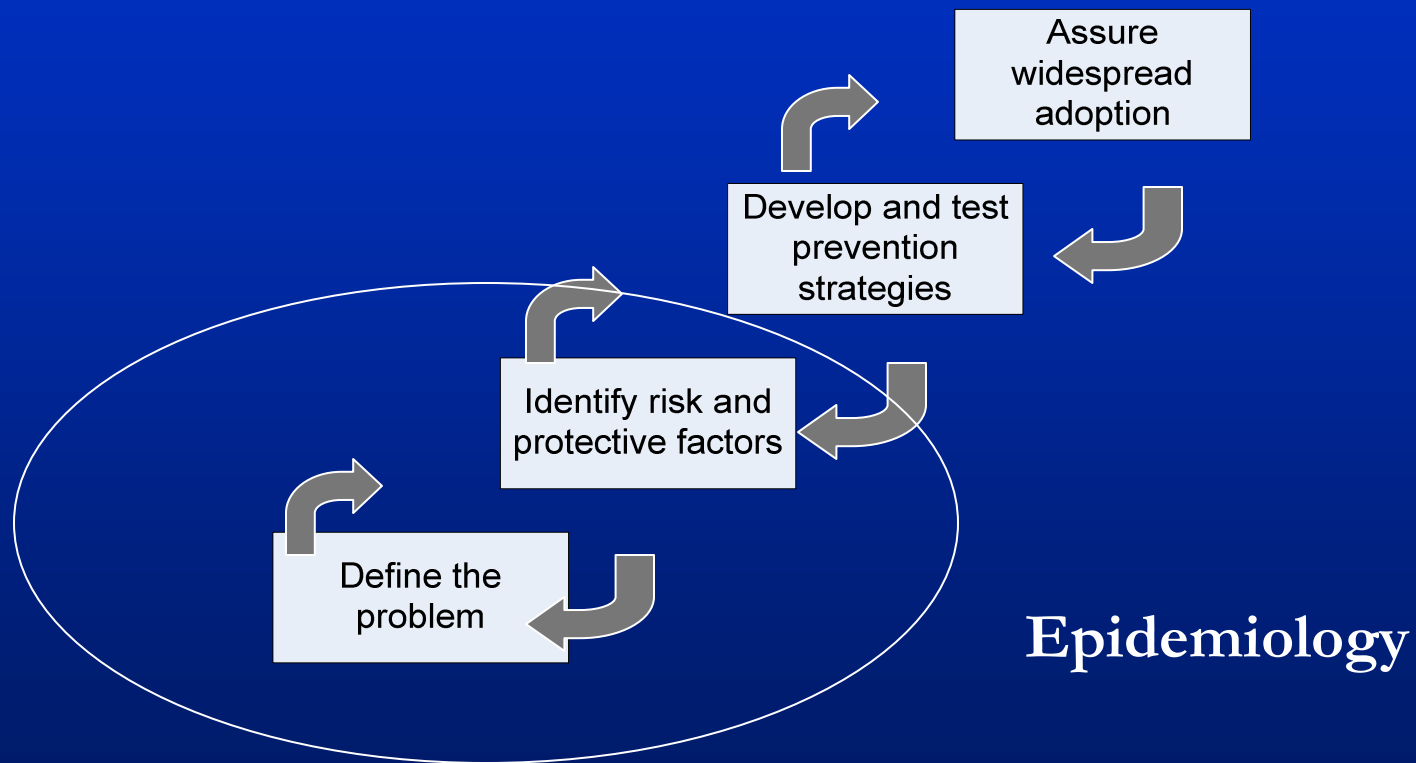 Assure
widespread
adoption
Develop and test
prevention
strategies
Identify risk and
protective factors
Define the
problem
Epidemiology